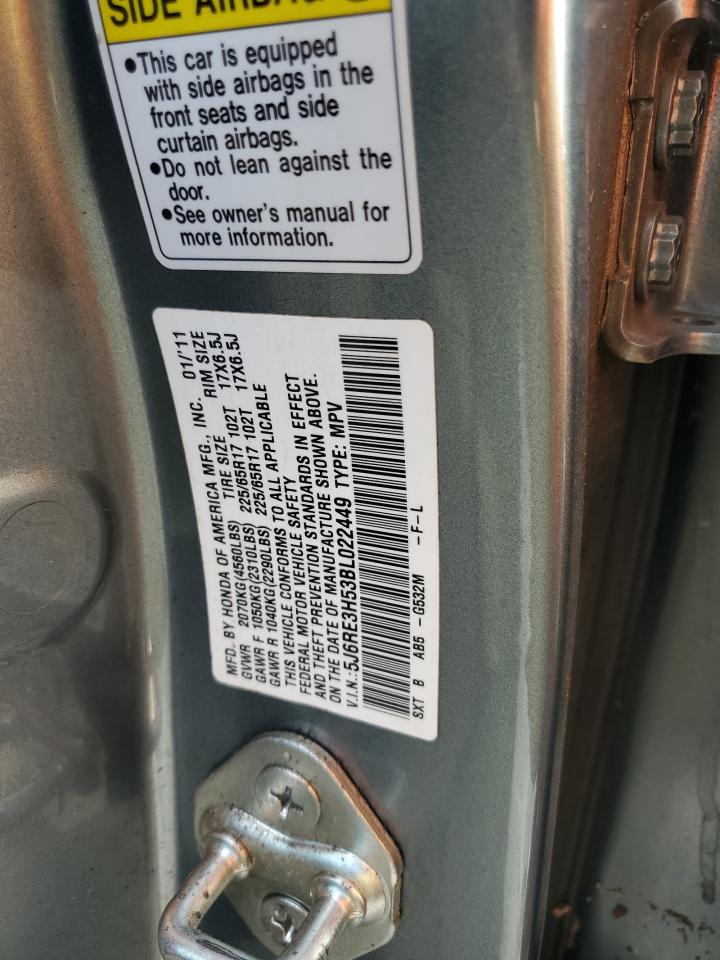 SIDE AIRBAG
•This car is equipped
with side airbags in the
front seats and side
curtain airbags.
•Do not lean against the
door.
•See owner's manual for
more information.
MFD. BY HONDA OF AMERICA MFG., INC. 01/'11
GVWR 2070KG(4560LBS) TIRE SIZE RIM SIZE
GAWR F 1050KG(2310LBS) 225/65R17 102T 17X6.5J
GAWR R 1040KG(2290LBS) 225/65R17 102T 17X6.5J
THIS VEHICLE CONFORMS TO ALL APPLICABLE
FEDERAL MOTOR VEHICLE SAFETY
AND THEFT PREVENTION STANDARDS IN EFFECT
ON THE DATE OF MANUFACTURE SHOWN ABOVE.
V.I.N.:5J6RE3H53BL022449 TYPE: MPV
SXT B AB5 -G532M -F-L